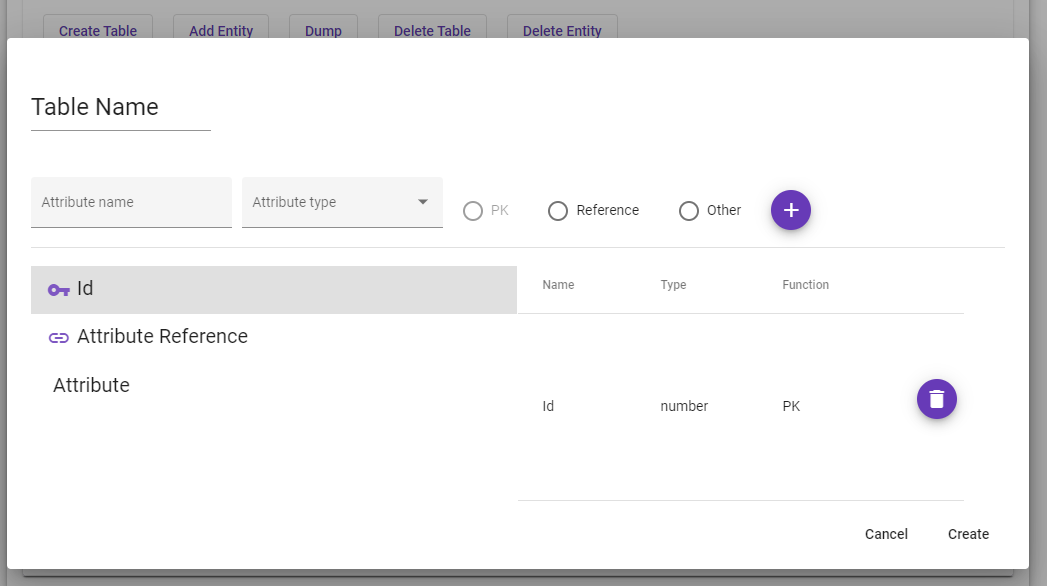 Create Table Add Entity Dump Delete Table Delete Entity
Table Name
Attribute name Attribute type PK Reference Other
Id
Name Type Function
Attribute Reference
Attribute
Id number PK
Cancel Create